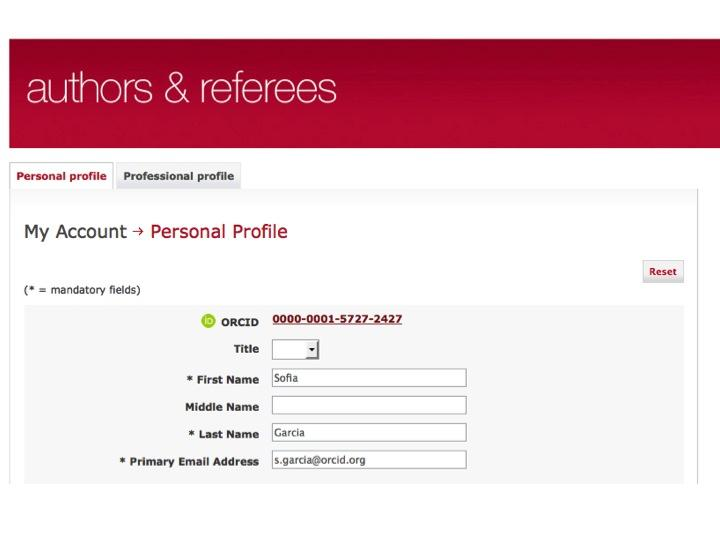 authors & referees
Personal profile Professional profile
My Account → Personal Profile
Reset
(* = mandatory fields)
iD ORCID 0000-0001-5727-2427
Title
* First Name Sofia
Middle Name
* Last Name Garcia
* Primary Email Address s.garcia@orcid.org